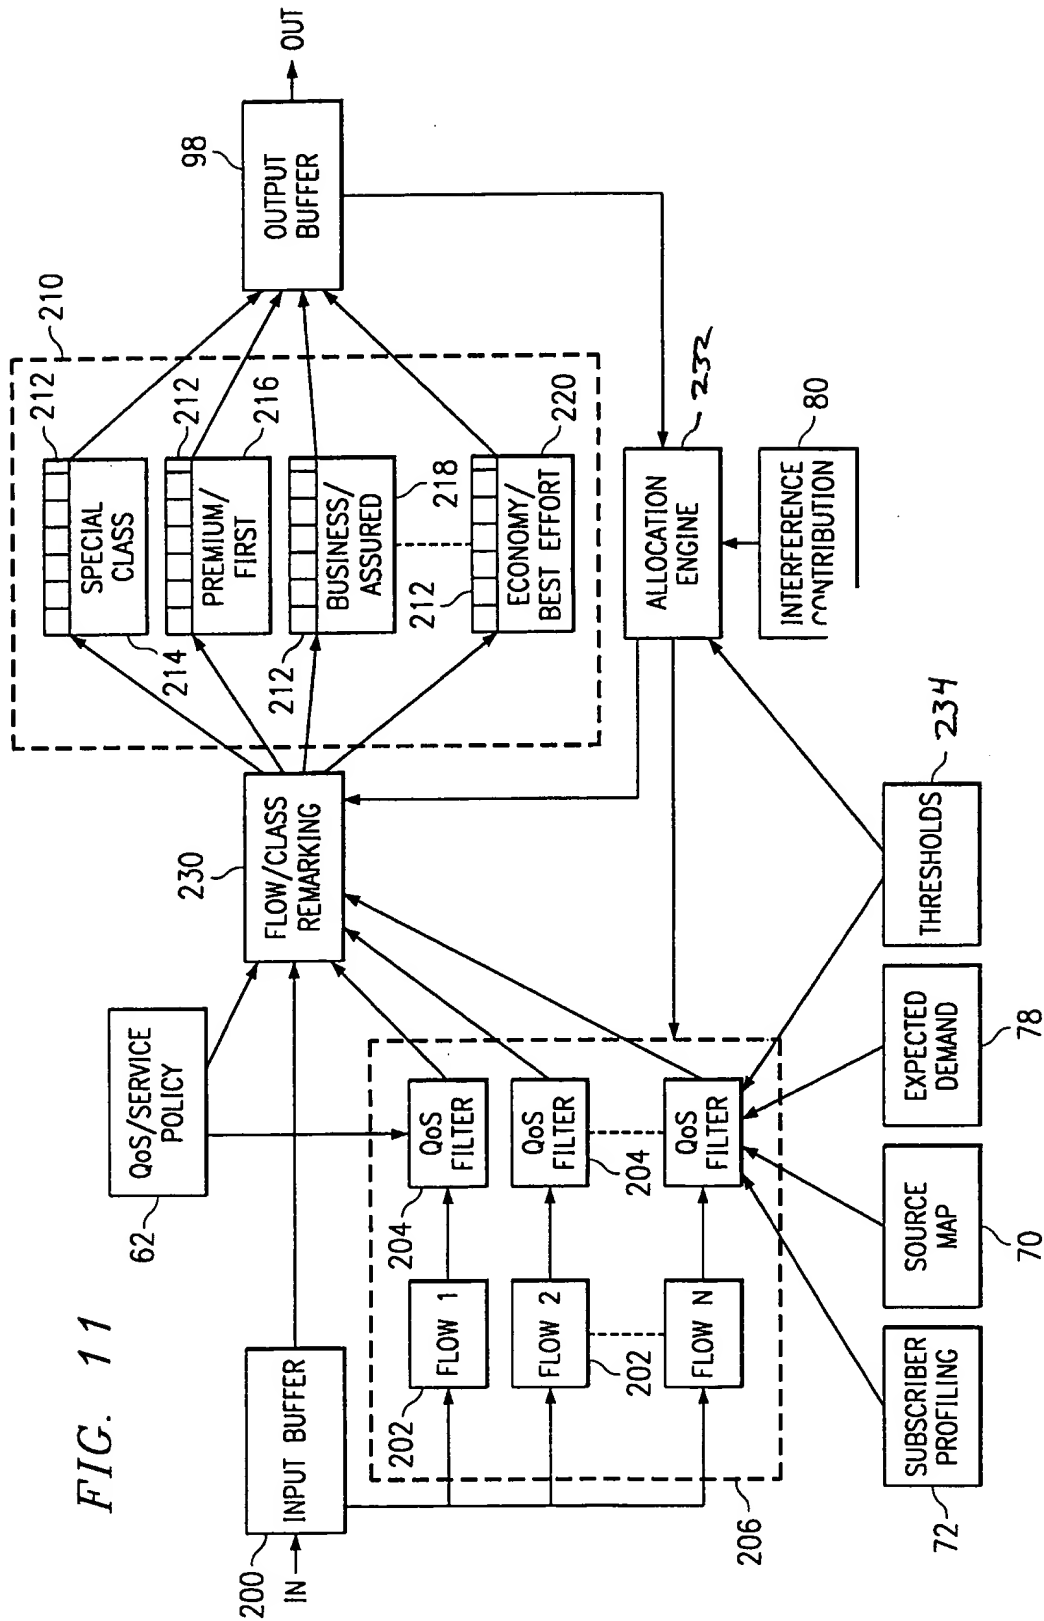 FIG. 11
IN
200
INPUT BUFFER
62
QoS/SERVICE
POLICY
230
FLOW/CLASS
REMARKING
210
212
SPECIAL
CLASS
214
212
PREMIUM/
FIRST
216
212
BUSINESS/
ASSURED
218
212
ECONOMY/
BEST EFFORT
220
98
OUTPUT
BUFFER
OUT
202
FLOW 1
204
QoS
FILTER
FLOW 2
202
QoS
FILTER
204
FLOW N
QoS
FILTER
206
ALLOCATION
ENGINE
232
INTERFERENCE
CONTRIBUTION
80
SUBSCRIBER
PROFILING
72
SOURCE
MAP
70
EXPECTED
DEMAND
78
THRESHOLDS
234